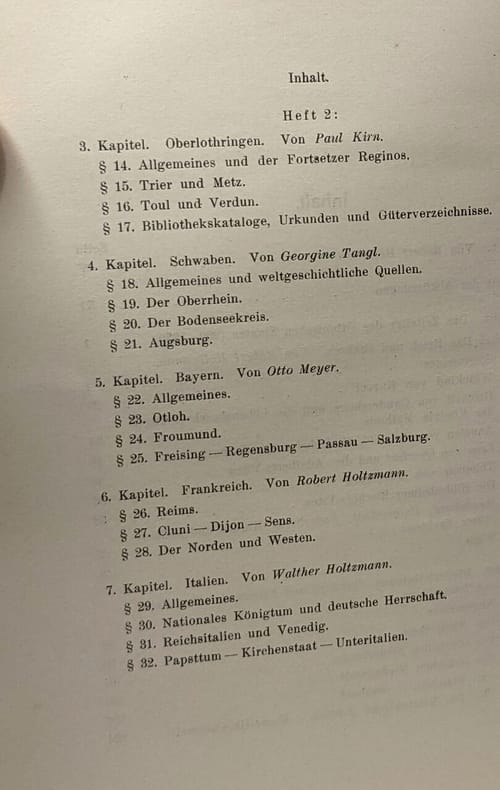 Inhalt.
Heft 2:
3. Kapitel. Oberlothringen. Von Paul Kirn.
§ 14. Allgemeines und der Fortsetzer Reginos.
§ 15. Trier und Metz.
§ 16. Toul und Verdun.
§ 17. Bibliothekskataloge, Urkunden und Güterverzeichnisse.
4. Kapitel. Schwaben. Von Georgine Tangl.
§ 18. Allgemeines und weltgeschichtliche Quellen.
§ 19. Der Oberrhein.
§ 20. Der Bodenseekreis.
§ 21. Augsburg.
5. Kapitel. Bayern. Von Otto Meyer.
§ 22. Allgemeines.
§ 23. Otloh.
§ 24. Froumund.
§ 25. Freising — Regensburg — Passau — Salzburg.
6. Kapitel. Frankreich. Von Robert Holtzmann.
§ 26. Reims.
§ 27. Cluni — Dijon — Sens.
§ 28. Der Norden und Westen.
7. Kapitel. Italien. Von Walther Holtzmann.
§ 29. Allgemeines.
§ 30. Nationales Königtum und deutsche Herrschaft.
§ 31. Reichsitalien und Venedig.
§ 32. Papsttum — Kirchenstaat — Unteritalien.